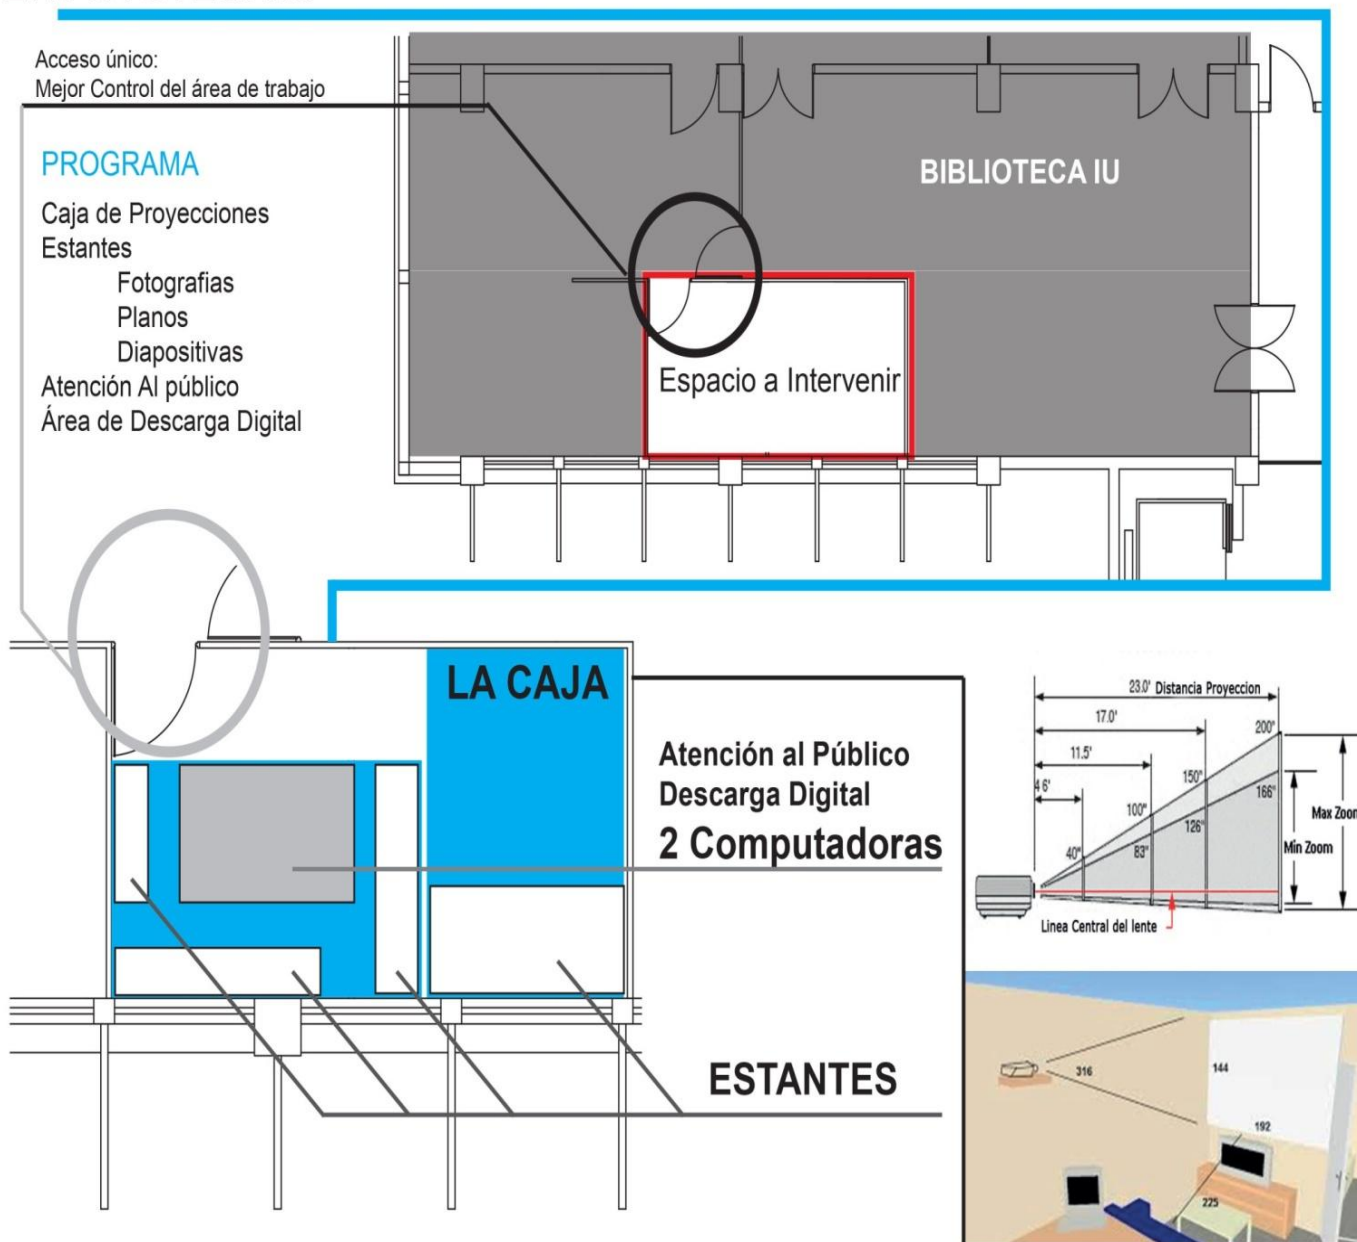 Acceso único:
Mejor Control del área de trabajo
PROGRAMA
Caja de Proyecciones
Estantes
Fotografias
Planos
Diapositivas
Atención Al público
Área de Descarga Digital
BIBLIOTECA IU
Espacio a Intervenir
LA CAJA
Atención al Público
Descarga Digital
2 Computadoras
ESTANTES
23.0' Distancia Proyeccion
17.0'
11.5'
4 6'
200"
150"
100"
40"
166"
126"
83"
Max Zoom
Min Zoom
Linea Central del lente
316
144
192
225